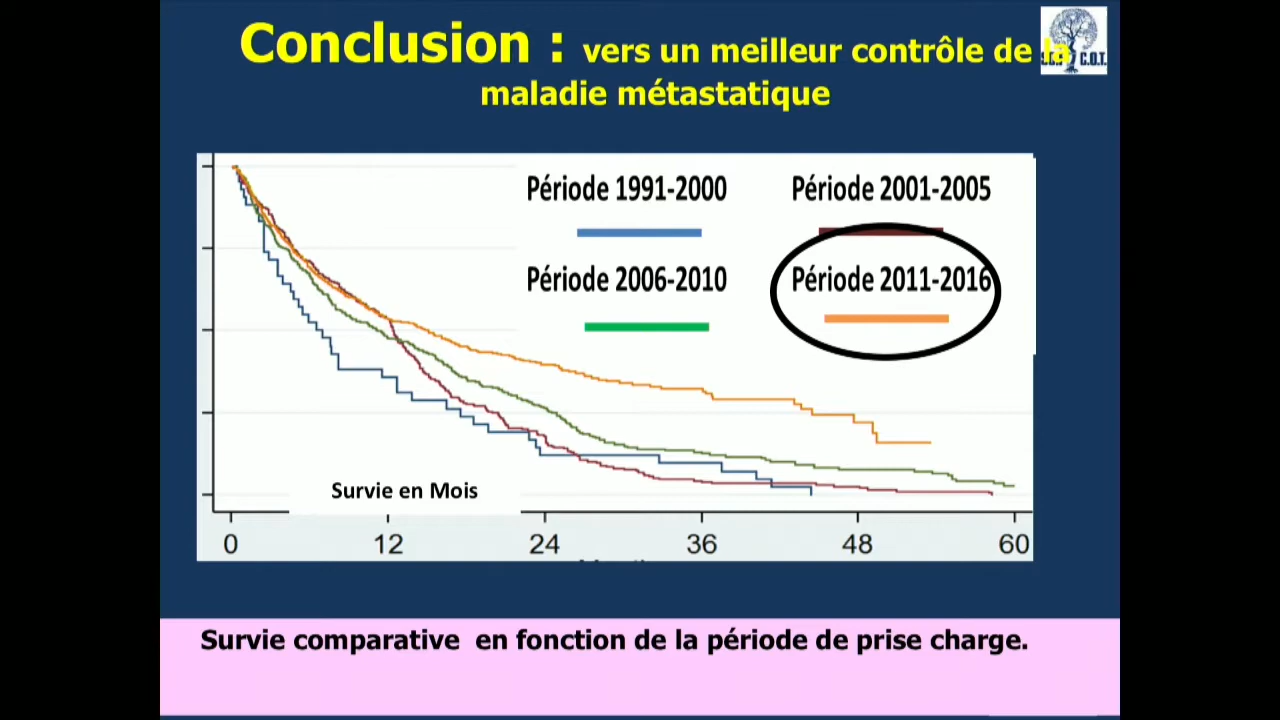 Conclusion : vers un meilleur contrôle de la
maladie métastatique
C.O.T.
Période 1991-2000
Période 2001-2005
Période 2006-2010
Période 2011-2016
Survie en Mois
0 12 24 36 48 60
Survie comparative en fonction de la période de prise charge.